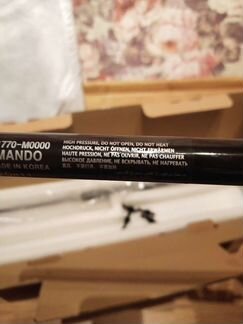 1770-M0000
MANDO
MADE IN KOREA
HIGH PRESSURE, DO NOT OPEN, DO NOT HEAT
HOCHDRUCK, NICHT ÖFFNEN, NICHT ERWÄRMEN
HAUTE PRESSION, NE PAS OUVRIR, NE PAS CHAUFFER
ВЫСОКОЕ ДАВЛЕНИЕ, НЕ ВСКРЫВАТЬ, НЕ НАГРЕВАТЬ